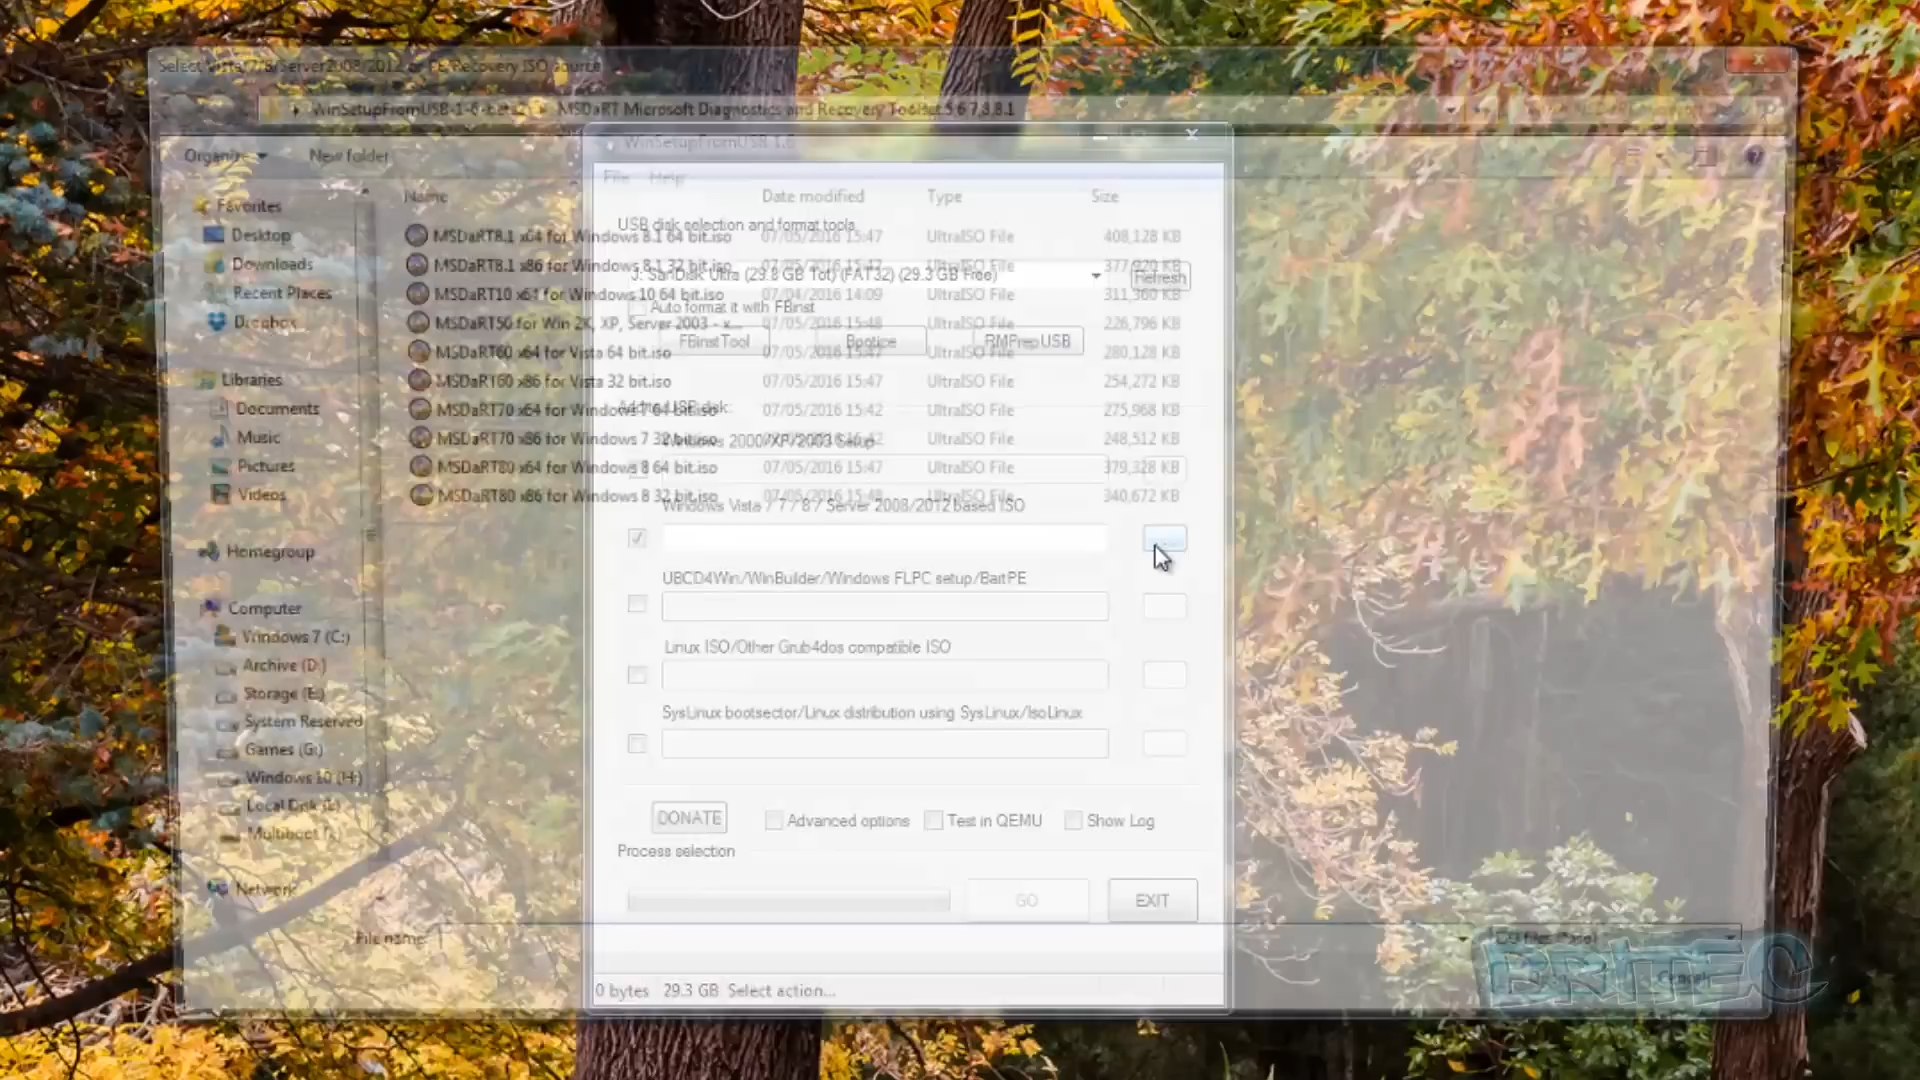 Select Vista/7/8/Server2008/2012 or PE/Recovery ISO source
WinSetupFromUSB-1-6-beta2 MSDaRT Microsoft Diagnostics and Recovery Toolset 5 6 7 8 8.1
WinSetupFromUSB 1.6
Organize New folder
File Help
Name Date modified Type Size
Favorites
Desktop
Downloads
Recent Places
Dropbox
Libraries
Documents
Music
Pictures
Videos
Homegroup
Computer
Windows 7 (C:)
Archive (D:)
Storage (E:)
System Reserved
Games (G:)
Windows 10 (H:)
Local Disk (I:)
Multiboot
Network
MSDaRT8.1 x64 for Windows 8.1 64 bit.iso 07/05/2016 15:47 UltraISO File 408,128 KB
MSDaRT8.1 x86 for Windows 8.1 32 bit.iso UltraISO File 377,920 KB
MSDaRT10 x64 for Windows 10 64 bit.iso 07/04/2016 14:09 UltraISO File 311,360 KB
MSDaRT50 for Win 2K, XP, Server 2003 - x... 07/05/2016 15:48 UltraISO File 226,796 KB
MSDaRT60 x64 for Vista 64 bit.iso 07/05/2016 15:47 UltraISO File 280,128 KB
MSDaRT60 x86 for Vista 32 bit.iso 07/05/2016 15:47 UltraISO File 254,272 KB
MSDaRT70 x64 for Windows 7 64 bit.iso 07/05/2016 15:42 UltraISO File 275,968 KB
MSDaRT70 x86 for Windows 7 32 bit.iso UltraISO File 248,512 KB
MSDaRT80 x64 for Windows 8 64 bit.iso 07/05/2016 15:47 UltraISO File 379,328 KB
MSDaRT80 x86 for Windows 8 32 bit.iso 07/05/2016 15:48 UltraISO File 340,672 KB
USB disk selection and format tools
J: SanDisk Ultra (29.8 GB Tot) (FAT32) (29.3 GB Free) Refresh
Auto format it with FBinst
FBinstTool Bootice RMPrepUSB
Add to USB disk:
Windows 2000/XP/2003 Setup
Windows Vista / 7 / 8 / Server 2008/2012 based ISO
UBCD4Win/WinBuilder/Windows FLPC setup/BartPE
Linux ISO/Other Grub4dos compatible ISO
SysLinux bootsector/Linux distribution using SysLinux/IsoLinux
DONATE Advanced options Test in QEMU Show Log
Process selection
GO EXIT
File name:
0 bytes 29.3 GB Select action...
BRITEC
Cancel